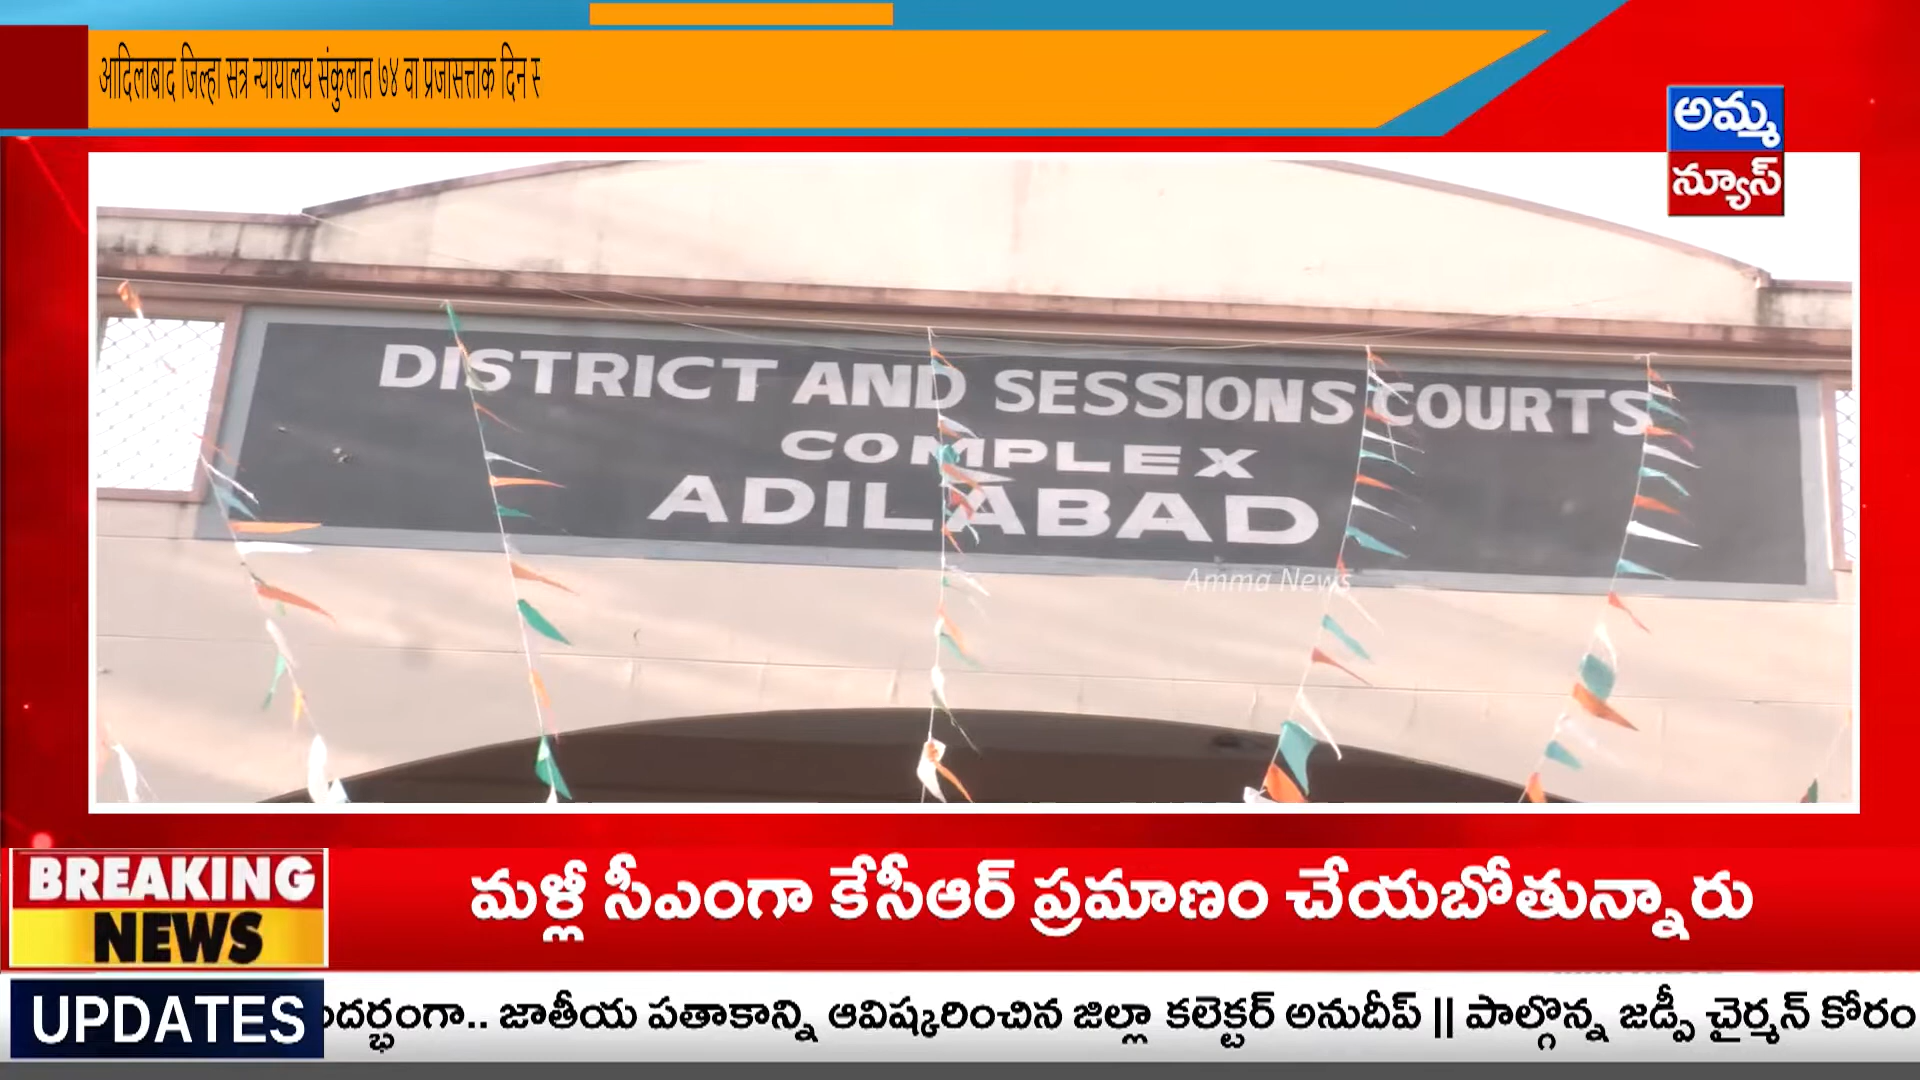 आदिलाबाद जिल्हा सत्र न्यायालय संकुलात ७४ वा प्रजासत्ताक दिन
అమ్మ
న్యూస్
DISTRICT AND SESSIONS COURTS
COMPLEX
ADILABAD
Amma News
BREAKING
NEWS
మళ్లీ సీఎంగా కేసీఆర్ ప్రమాణం చేయబోతున్నారు
UPDATES
జాతీయ పతాకాన్ని ఆవిష్కరించిన జిల్లా కలెక్టర్ అనుదీప్ || పాల్గొన్న జడ్పీ చైర్మన్ కోరం